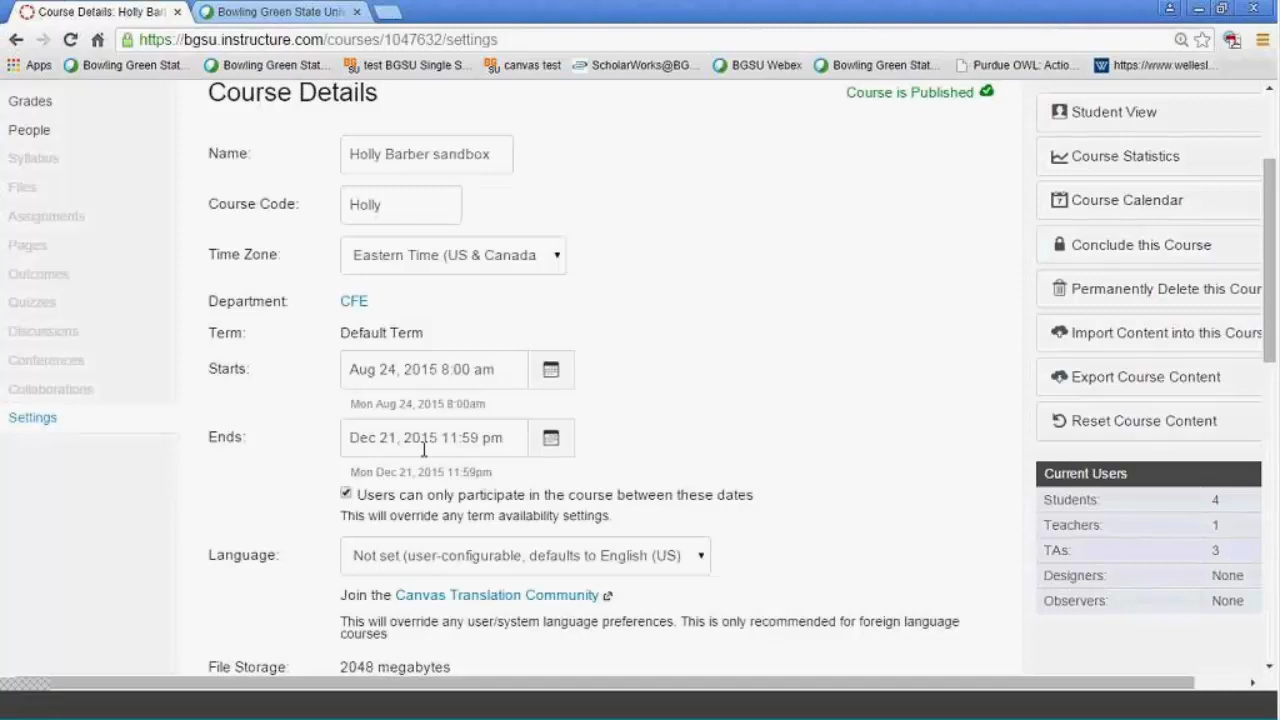 Course Details: Holly Bar
Bowling Green State Uni
https://bgsu.instructure.com/courses/1047632/settings
Apps
Bowling Green Stat...
Bowling Green Stat...
test BGSU Single S...
canvas test
ScholarWorks@BG...
BGSU Webex
Bowling Green Stat...
Purdue OWL: Actio...
https://www.wellesl...
Grades
People
Syllabus
Files
Assignments
Pages
Outcomes
Quizzes
Discussions
Conferences
Collaborations
Settings
Course Details
Course is Published
Name:
Holly Barber sandbox
Course Code:
Holly
Time Zone:
Eastern Time (US & Canada
Department:
CFE
Term:
Default Term
Starts:
Aug 24, 2015 8:00 am
Mon Aug 24, 2015 8:00am
Ends:
Dec 21, 2015 11:59 pm
Mon Dec 21, 2015 11:59pm
Users can only participate in the course between these dates
This will override any term availability settings.
Language:
Not set (user-configurable, defaults to English (US)
Join the Canvas Translation Community
This will override any user/system language preferences. This is only recommended for foreign language
courses
File Storage:
2048 megabytes
Student View
Course Statistics
Course Calendar
Conclude this Course
Permanently Delete this Cour
Import Content into this Cours
Export Course Content
Reset Course Content
Current Users
Students: 4
Teachers: 1
TAs: 3
Designers: None
Observers: None